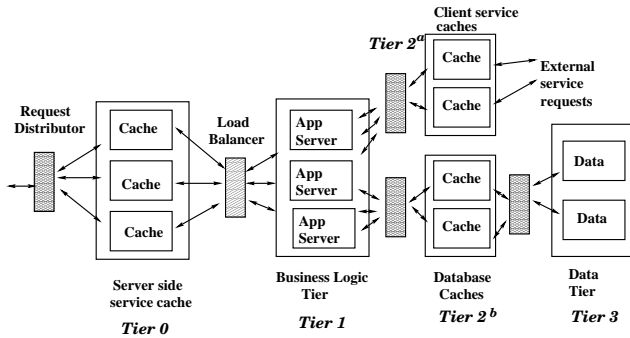 Client service
caches
Tier 2a
Cache
Cache
External
service
requests
Request
Distributor
Load
Balancer
Cache
Cache
Cache
App
Server
App
Server
App
Server
Cache
Cache
Data
Data
Server side
service cache
Tier 0
Business Logic
Tier
Tier 1
Database
Caches
Tier 2b
Data
Tier
Tier 3